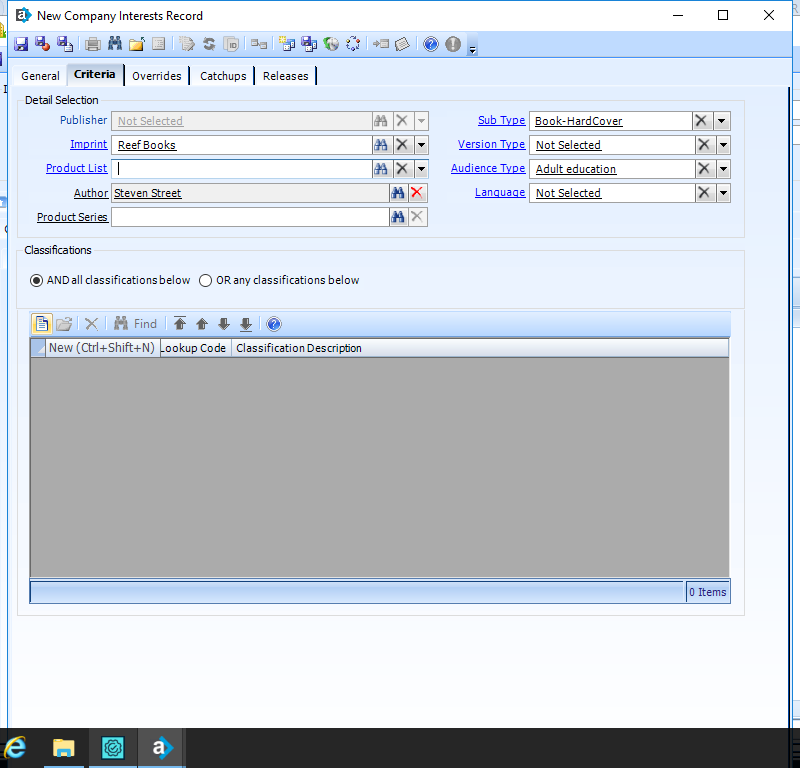 New Company Interests Record
General Criteria Overrides Catchups Releases
Detail Selection
Publisher Not Selected
Sub Type Book-HardCover
Imprint Reef Books
Version Type Not Selected
Product List
Audience Type Adult education
Author Steven Street
Language Not Selected
Product Series
Classifications
AND all classifications below OR any classifications below
Find
New (Ctrl+Shift+N) Lookup Code Classification Description
0 Items